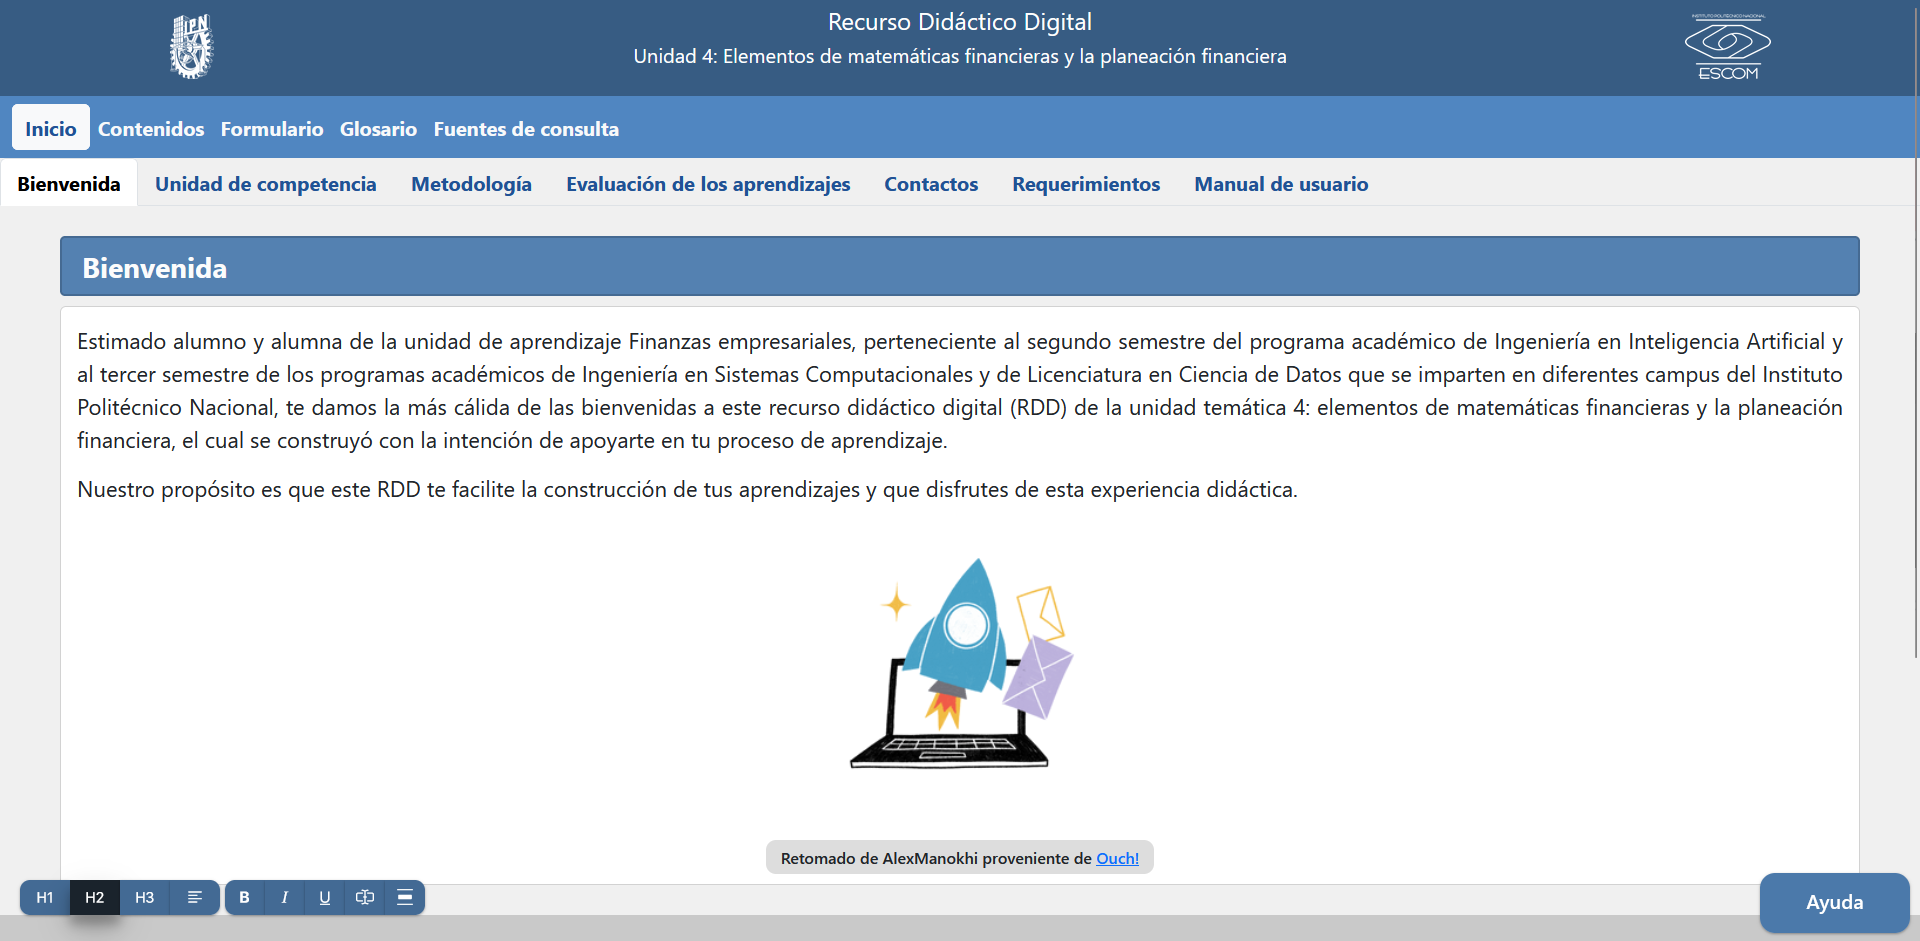 IPN
Recurso Didáctico Digital
Unidad 4: Elementos de matemáticas financieras y la planeación financiera
INSTITUTO POLITÉCNICO NACIONAL
ESCOM
Inicio Contenidos Formulario Glosario Fuentes de consulta
Bienvenida Unidad de competencia Metodología Evaluación de los aprendizajes Contactos Requerimientos Manual de usuario
Bienvenida
Estimado alumno y alumna de la unidad de aprendizaje Finanzas empresariales, perteneciente al segundo semestre del programa académico de Ingeniería en Inteligencia Artificial y
al tercer semestre de los programas académicos de Ingeniería en Sistemas Computacionales y de Licenciatura en Ciencia de Datos que se imparten en diferentes campus del Instituto
Politécnico Nacional, te damos la más cálida de las bienvenidas a este recurso didáctico digital (RDD) de la unidad temática 4: elementos de matemáticas financieras y la planeación
financiera, el cual se construyó con la intención de apoyarte en tu proceso de aprendizaje.
Nuestro propósito es que este RDD te facilite la construcción de tus aprendizajes y que disfrutes de esta experiencia didáctica.
Retomado de AlexManokhi proveniente de Ouch!
H1 H2 H3 B I U
Ayuda